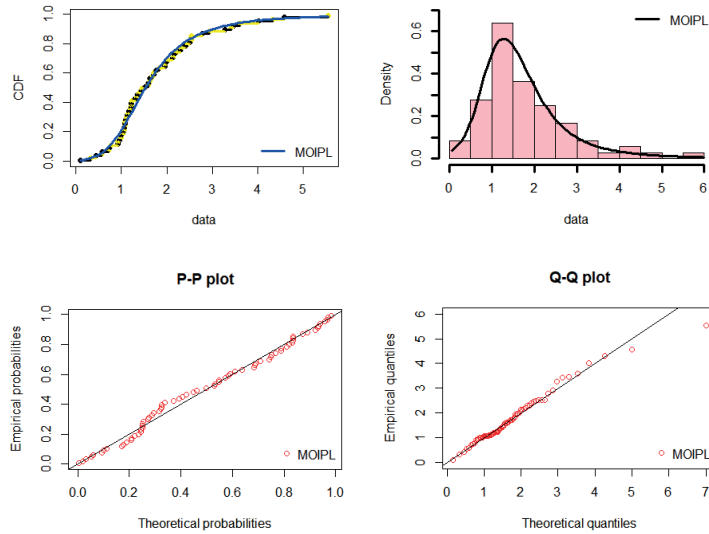 CDF
0.0 0.2 0.4 0.6 0.8 1.0
MOIPL
0 1 2 3 4 5
data
Density
0.0 0.2 0.6
MOIPL
0 1 2 3 4 5 6
data
P-P plot
Empirical probabilities
0.0 0.2 0.4 0.6 0.8 1.0
MOIPL
0.0 0.2 0.4 0.6 0.8 1.0
Theoretical probabilities
Q-Q plot
Empirical quantiles
0 1 2 3 4 5 6
MOIPL
0 1 2 3 4 5 6 7
Theoretical quantiles